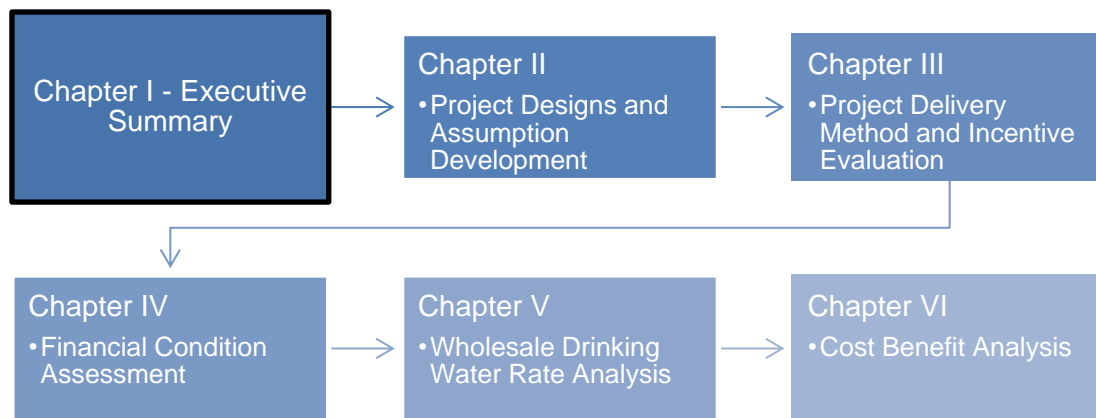 Chapter I - Executive
Summary
Chapter II
•Project Designs and
Assumption
Development
Chapter III
•Project Delivery
Method and Incentive
Evaluation
Chapter IV
•Financial Condition
Assessment
Chapter V
•Wholesale Drinking
Water Rate Analysis
Chapter VI
•Cost Benefit Analysis